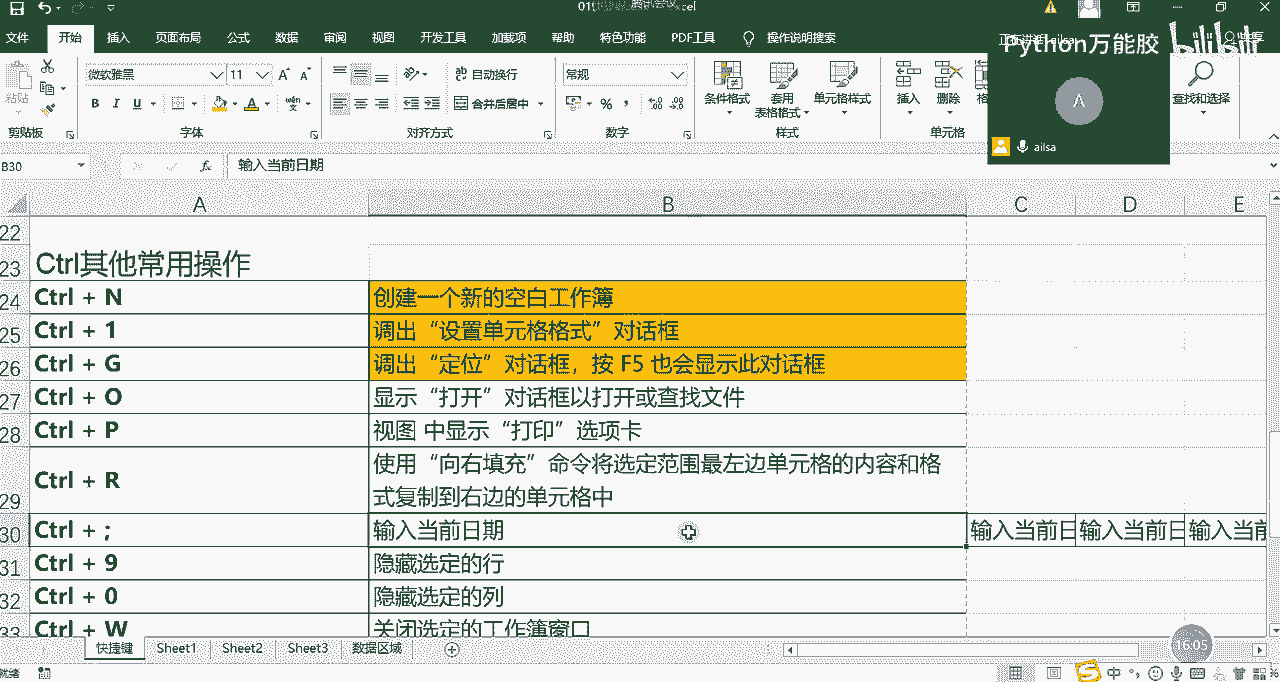 文件 开始 插入 页面布局 公式 数据 审阅 视图 开发工具 加载项 帮助 特色功能 PDF工具 操作说明搜索
Python万能胶 bilibili
微软雅黑 11 自动换行 常规
粘贴 B I U 合并后居中 % 条件格式 套用 表格格式 单元格样式 插入 删除 查找和选择
剪贴板 字体 对齐方式 数字 样式 单元格
A
ailsa
B30 fx 输入当前日期
A B C D E
22
23 Ctrl其他常用操作
24 Ctrl + N 创建一个新的空白工作簿
25 Ctrl + 1 调出“设置单元格格式”对话框
26 Ctrl + G 调出“定位”对话框，按 F5 也会显示此对话框
27 Ctrl + O 显示“打开”对话框以打开或查找文件
28 Ctrl + P 视图 中显示“打印”选项卡
29 Ctrl + R 使用“向右填充”命令将选定范围最左边单元格的内容和格
式复制到右边的单元格中
30 Ctrl + ; 输入当前日期 输入当前日 输入当前日 输入当前
31 Ctrl + 9 隐藏选定的行
32 Ctrl + 0 隐藏选定的列
33 Ctrl + W 关闭选定的工作簿窗口
快捷键 Sheet1 Sheet2 Sheet3 数据区域
16:05
就绪 中